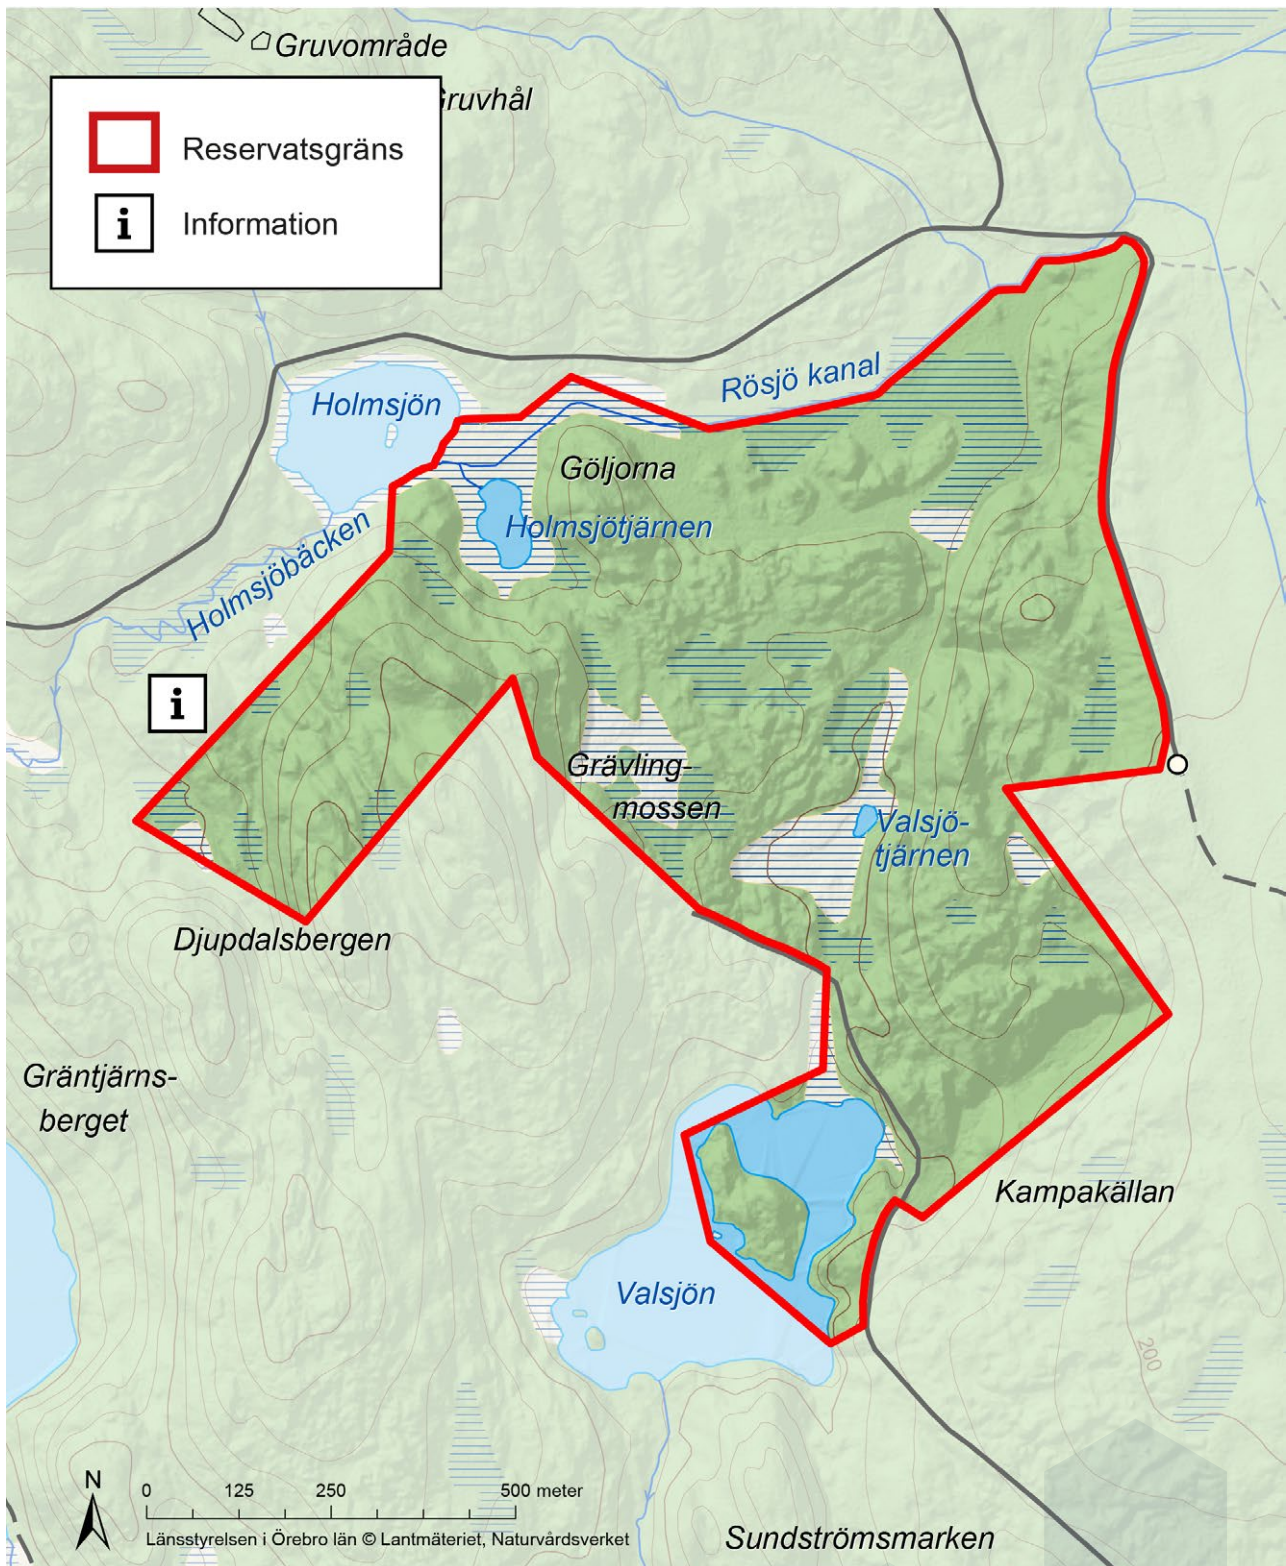 Gruvområde
Gruvhål
Reservatsgräns
i
Information
Rösjö kanal
Holmsjön
Göljorna
Holmsjötjärnen
Holmsjöbäcken
i
Grävling-
mossen
Valsjö-
tjärnen
Djupdalsbergen
Gräntjärns-
berget
Kampakällan
Valsjön
200
N
0 125 250 500 meter
Länsstyrelsen i Örebro län © Lantmäteriet, Naturvårdsverket
Sundströmsmarken